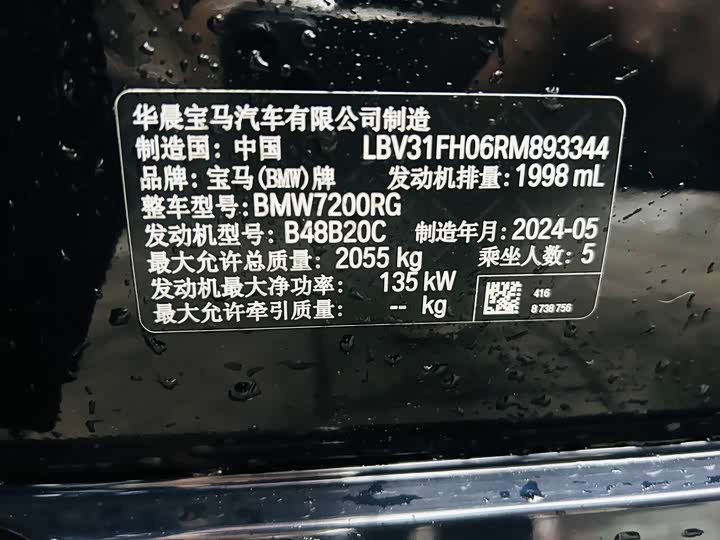 华晨宝马汽车有限公司制造
制造国: 中国 LBV31FH06RM893344
品牌: 宝马(BMW)牌 发动机排量: 1998 mL
整车型号: BMW7200RG
发动机型号: B48B20C 制造年月: 2024-05
最大允许总质量: 2055 kg 乘坐人数: 5
发动机最大净功率: 135 kW
最大允许牵引质量: -- kg
416
8 738 756